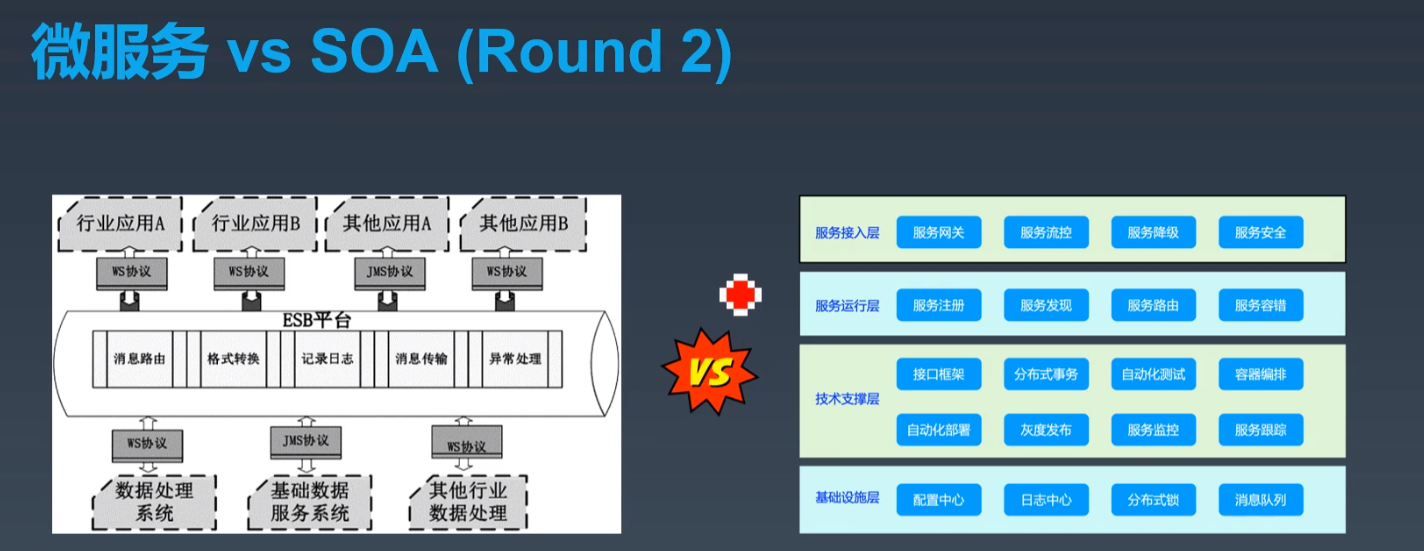 微服务 vs SOA (Round 2)
行业应用A 行业应用B 其他应用A 其他应用B
WS协议 WS协议 JMS协议 WS协议
ESB平台
消息路由 格式转换 记录日志 消息传输 异常处理
WS协议 JMS协议 WS协议
数据处理 基础数据 其他行业
系统 服务系统 数据处理
VS
服务接入层 服务网关 服务流控 服务降级 服务安全
服务运行层 服务注册 服务发现 服务路由 服务容错
技术支撑层
接口框架 分布式事务 自动化测试 容器编排
自动化部署 灰度发布 服务监控 服务跟踪
基础设施层 配置中心 日志中心 分布式锁 消息队列